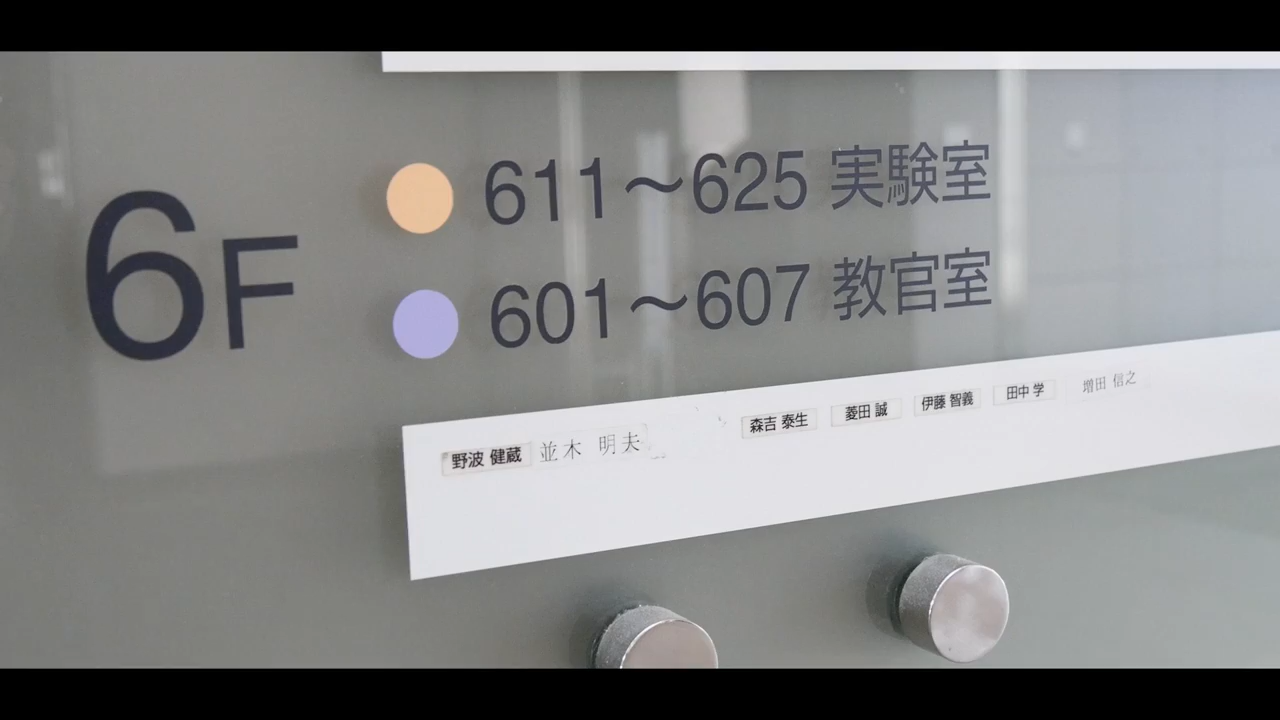 6F
611～625 実験室
601～607 教官室
野波 健蔵 並木 明夫 森吉 泰生 菱田 誠 伊藤 智義 田中 学 増田 信之